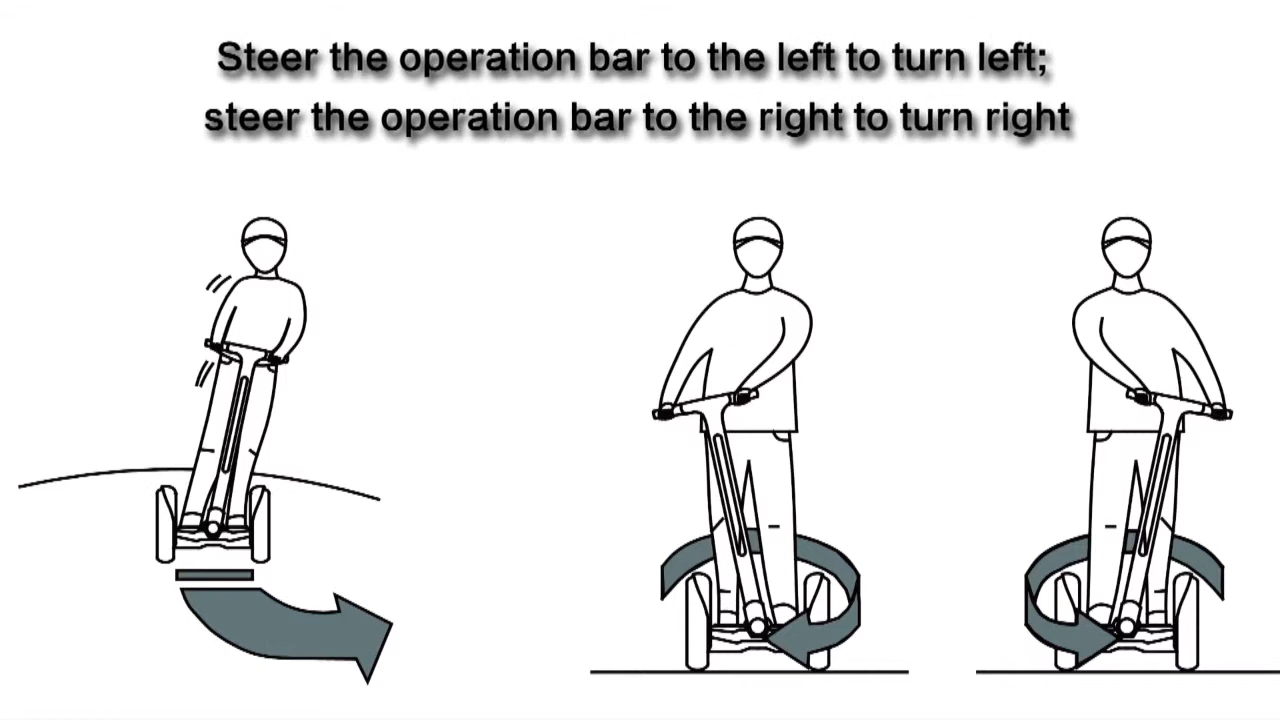 Steer the operation bar to the left to turn left;
steer the operation bar to the right to turn right